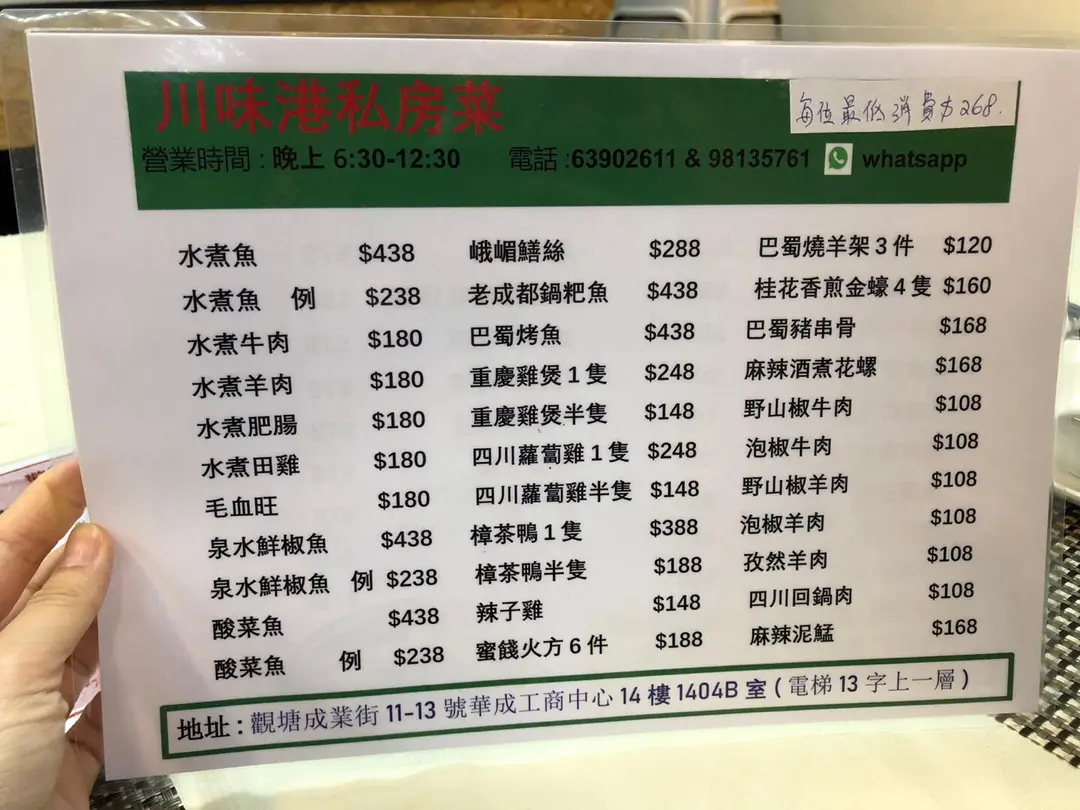 川味港私房菜
每位最低消費$268.
營業時間 : 晚上 6:30-12:30 電話 :63902611 & 98135761 whatsapp
水煮魚 $438
水煮魚 例 $238
水煮牛肉 $180
水煮羊肉 $180
水煮肥腸 $180
水煮田雞 $180
毛血旺 $180
泉水鮮椒魚 $438
泉水鮮椒魚 例 $238
酸菜魚 $438
酸菜魚 例 $238
峨嵋鱔絲 $288
老成都鍋粑魚 $438
巴蜀烤魚 $438
重慶雞煲 1 隻 $248
重慶雞煲半隻 $148
四川蘿蔔雞 1 隻 $248
四川蘿蔔雞半隻 $148
樟茶鴨 1 隻 $388
樟茶鴨半隻 $188
辣子雞 $148
蜜餞火方 6 件 $188
巴蜀燒羊架 3 件 $120
桂花香煎金蠔 4 隻 $160
巴蜀豬串骨 $168
麻辣酒煮花螺 $168
野山椒牛肉 $108
泡椒牛肉 $108
野山椒羊肉 $108
泡椒羊肉 $108
孜然羊肉 $108
四川回鍋肉 $108
麻辣泥鯭 $168
地址 : 觀塘成業街 11-13 號華成工商中心 14 樓 1404B 室 ( 電梯 13 字上一層 )